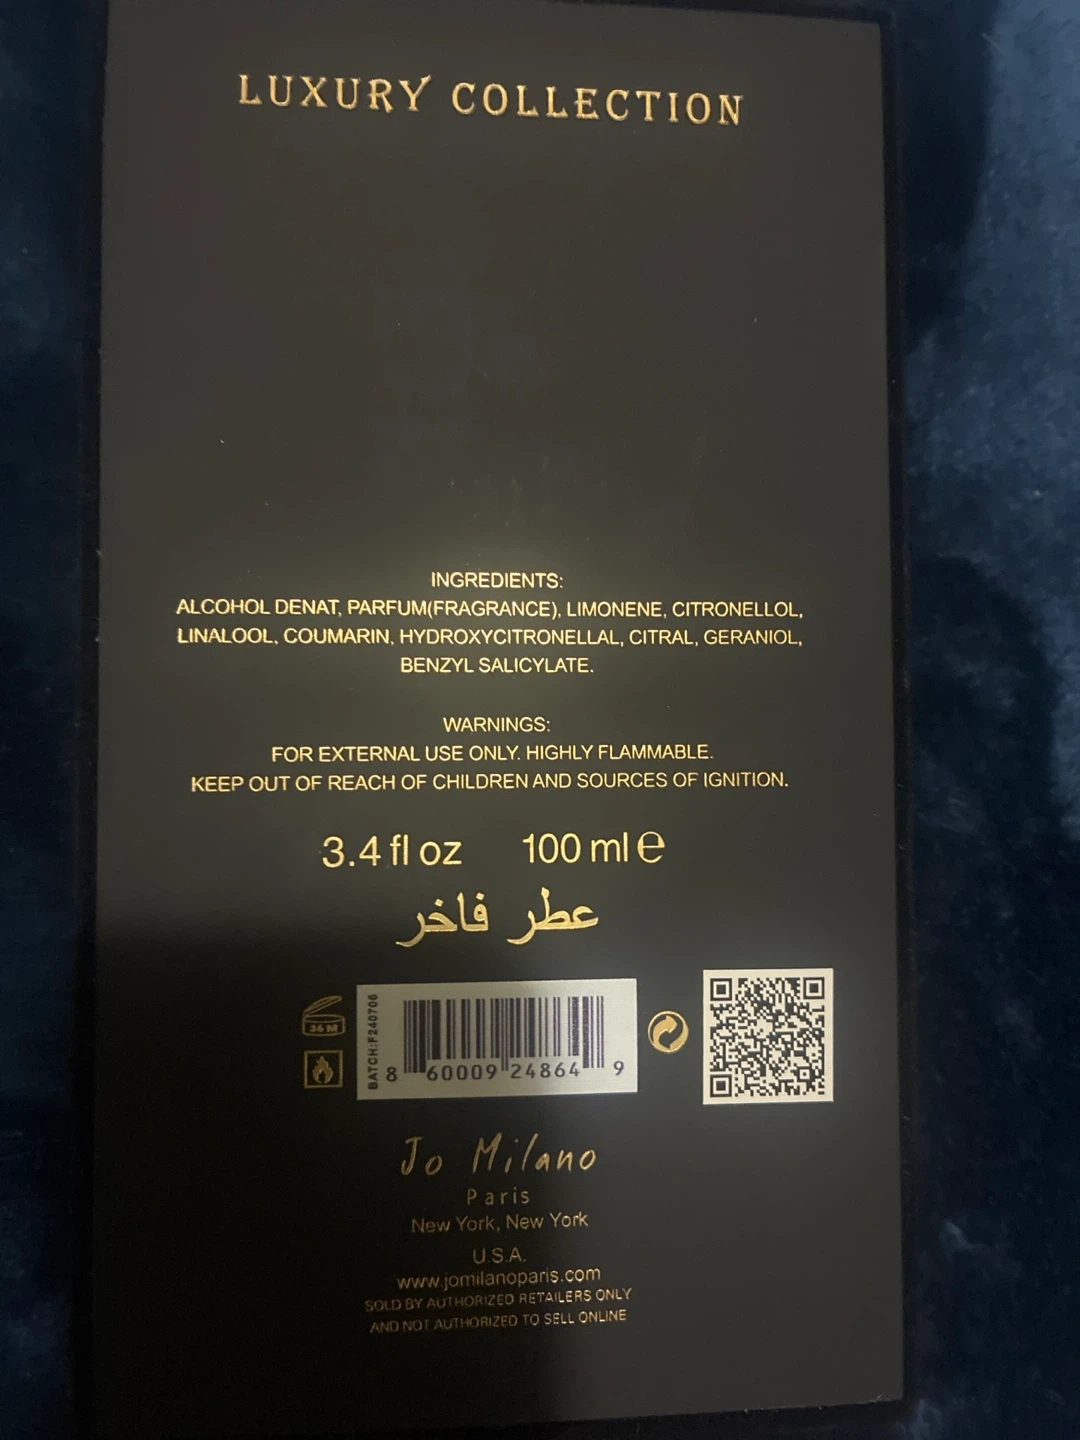 LUXURY COLLECTION
INGREDIENTS:
ALCOHOL DENAT, PARFUM(FRAGRANCE), LIMONENE, CITRONELLOL,
LINALOOL, COUMARIN, HYDROXYCITRONELLAL, CITRAL, GERANIOL,
BENZYL SALICYLATE.
WARNINGS:
FOR EXTERNAL USE ONLY. HIGHLY FLAMMABLE.
KEEP OUT OF REACH OF CHILDREN AND SOURCES OF IGNITION.
3.4 fl oz 100 ml e
عطر فاخر
36 M
BATCH:F240706
8 60009 24864 9
Jo Milano
Paris
New York, New York
U.S.A.
www.jomilanoparis.com
SOLD BY AUTHORIZED RETAILERS ONLY
AND NOT AUTHORIZED TO SELL ONLINE